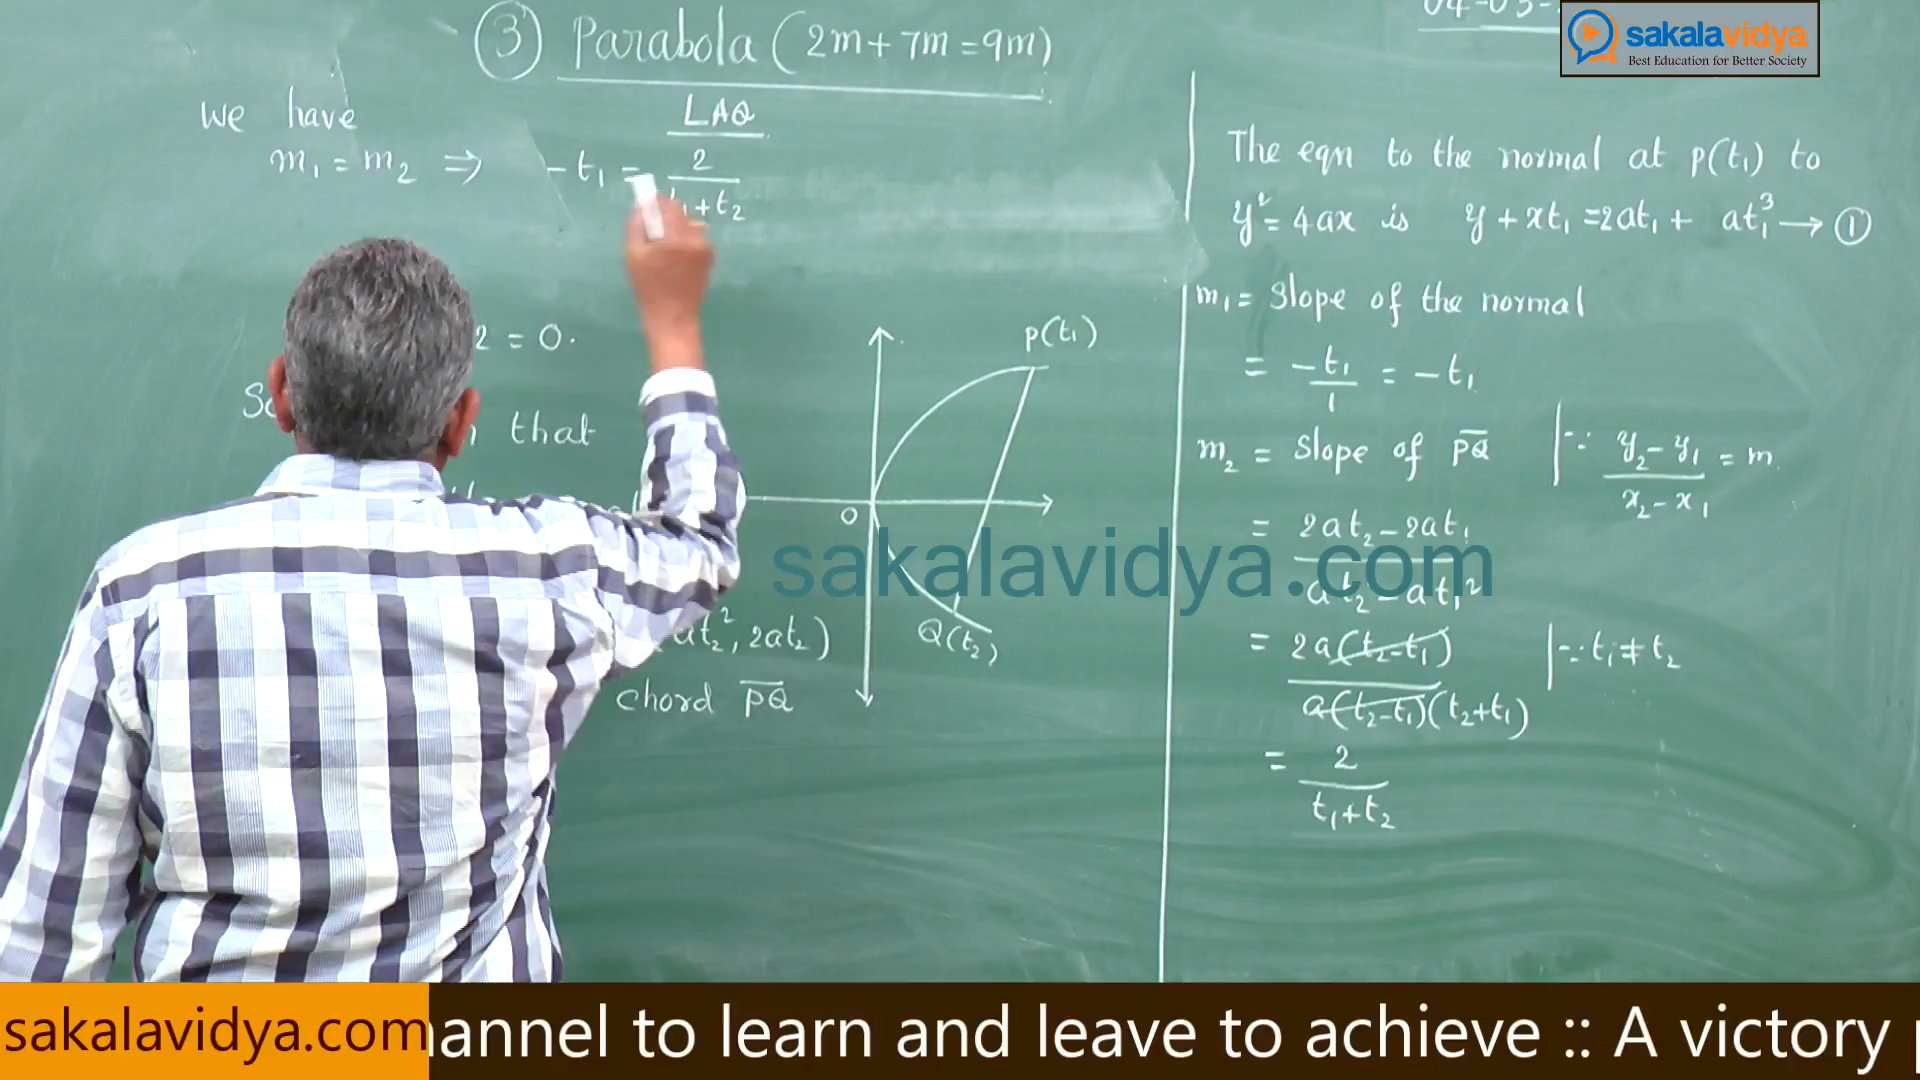 04-03-
③ Parabola (2m + 7m = 9m)
LAQ
We have
m₁ = m₂ ⇒ -t₁ = 2 / t₁+t₂
2 = 0.
that
at₂², 2at₂)
chord PQ
P(t₁)
O
Q(t₂)
The eqn to the normal at P(t₁) to
y² = 4ax is y + xt₁ = 2at₁ + at₁³ → ①
m₁ = Slope of the normal
= -t₁/1 = -t₁
m₂ = Slope of PQ | ∵ y₂-y₁ / x₂-x₁ = m
= 2at₂-2at₁ / at₂²-at₁²
= 2a(t₂-t₁) / a(t₂-t₁)(t₂+t₁) | ∵ t₁≠t₂
= 2 / t₁+t₂
sakalavidya
Best Education for Better Society
sakalavidya.com
sakalavidya.com
annel to learn and leave to achieve :: A victory